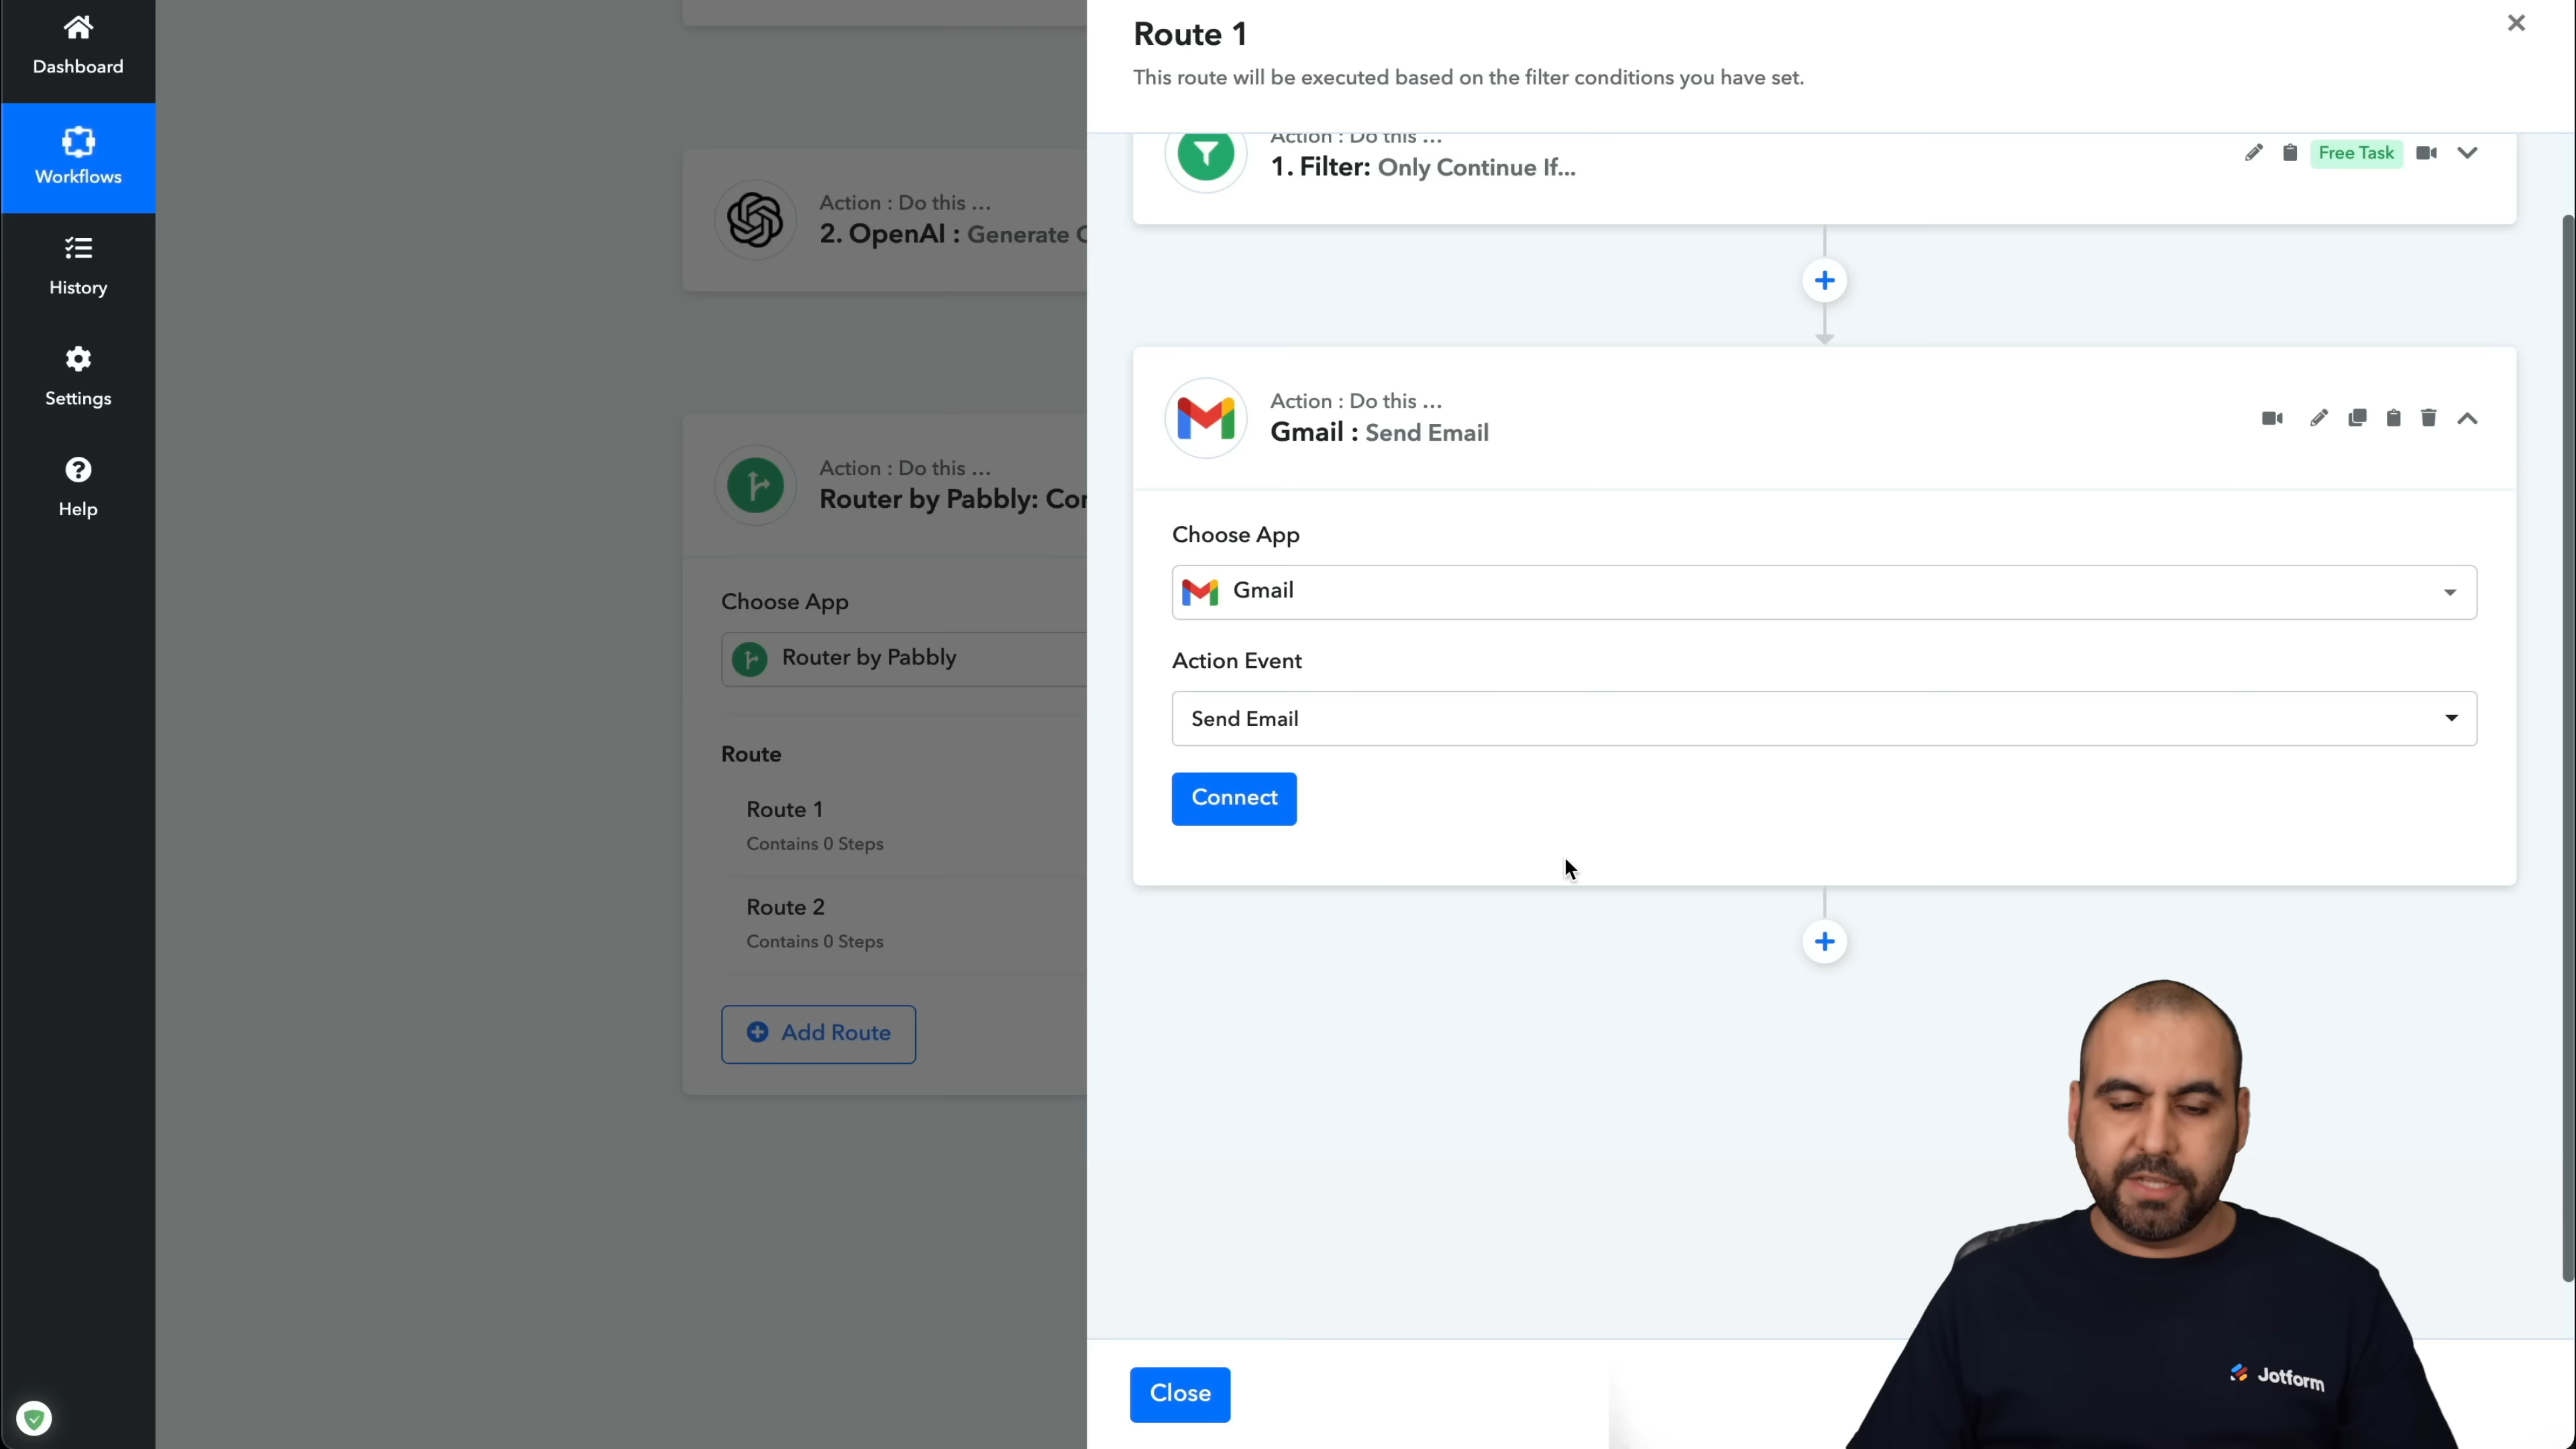 Dashboard
Workflows
History
Settings
Help
Action : Do this ...
2. OpenAI : Generate C
Action : Do this ...
Router by Pabbly: Con
Choose App
Router by Pabbly
Route
Route 1
Contains 0 Steps
Route 2
Contains 0 Steps
Add Route
Route 1
This route will be executed based on the filter conditions you have set.
Action : Do this ...
1. Filter: Only Continue If...
Free Task
Action : Do this ...
Gmail : Send Email
Choose App
Gmail
Action Event
Send Email
Connect
Close
Jotform